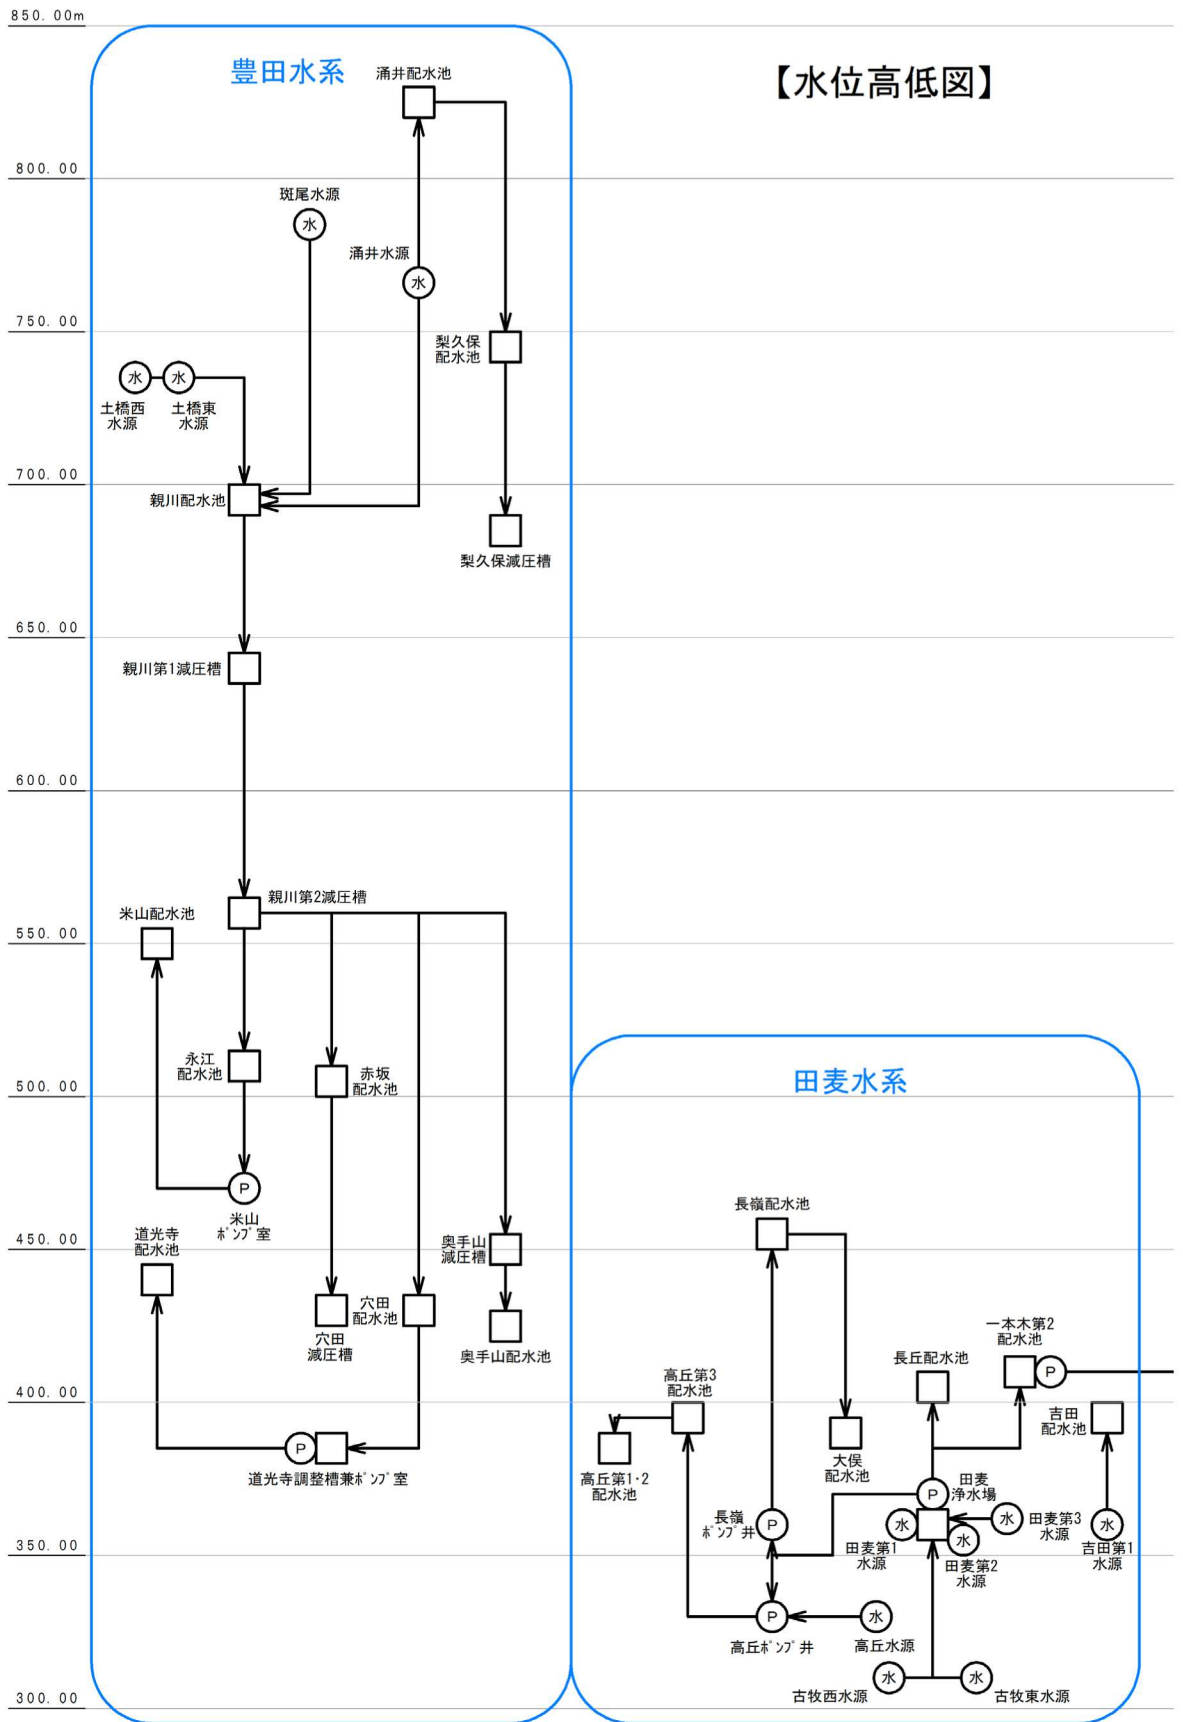 850.00m
豊田水系
【水位高低図】
涌井配水池
800.00
斑尾水源
水
涌井水源
水
750.00
梨久保
配水池
水
水
土橋西
水源
土橋東
水源
700.00
親川配水池
梨久保減圧槽
650.00
親川第1減圧槽
600.00
親川第2減圧槽
米山配水池
550.00
永江
配水池
赤坂
配水池
500.00
田麦水系
P
米山
ポンプ室
長嶺配水池
道光寺
配水池
奥手山
減圧槽
450.00
穴田
減圧槽
穴田
配水池
奥手山配水池
一本木第2
配水池
P
長丘配水池
高丘第3
配水池
400.00
吉田
配水池
P
道光寺調整槽兼ポンプ室
高丘第1・2
配水池
大俣
配水池
P
田麦
浄水場
長嶺
ポンプ井
P
水
水
水
田麦第3
水源
水
田麦第1
水源
田麦第2
水源
吉田第1
水源
350.00
P
水
高丘ポンプ井
高丘水源
水
水
古牧西水源
古牧東水源
300.00